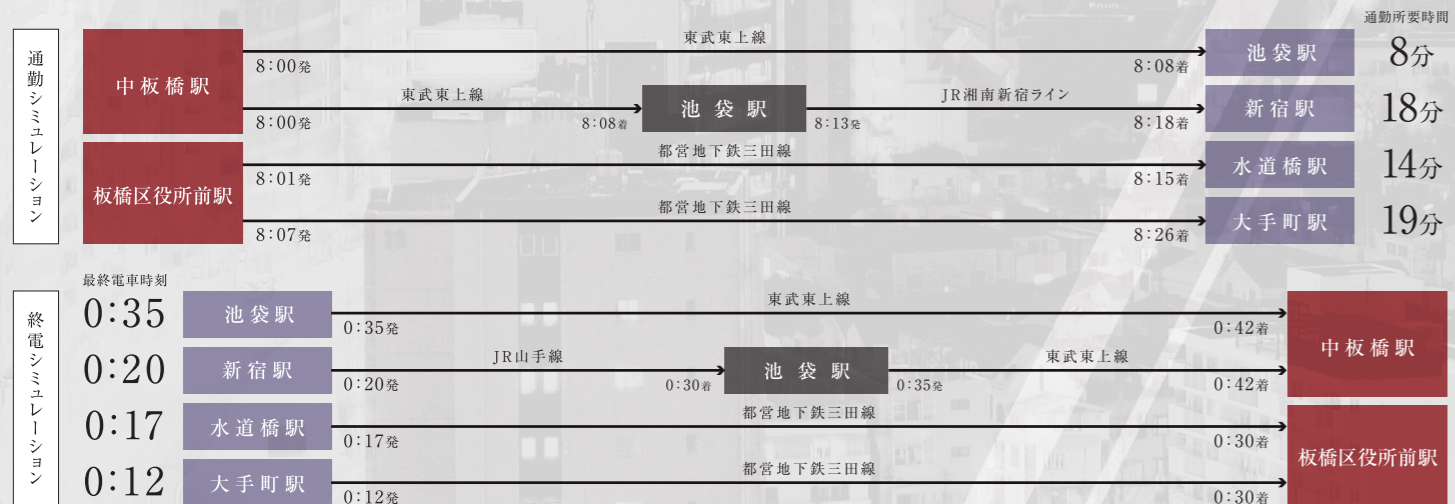 通勤所要時間
通勤シミュレーション
中板橋駅
東武東上線
8:00発
8:08着
池袋駅
8分
東武東上線
8:00発
8:08着
池袋駅
JR湘南新宿ライン
8:13発
8:18着
新宿駅
18分
板橋区役所前駅
都営地下鉄三田線
8:01発
8:15着
水道橋駅
14分
都営地下鉄三田線
8:07発
8:26着
大手町駅
19分
最終電車時刻
終電シミュレーション
0:35
池袋駅
東武東上線
0:35発
0:42着
中板橋駅
0:20
新宿駅
JR山手線
0:20発
0:30着
池袋駅
東武東上線
0:35発
0:42着
0:17
水道橋駅
都営地下鉄三田線
0:17発
0:30着
板橋区役所前駅
0:12
大手町駅
都営地下鉄三田線
0:12発
0:30着